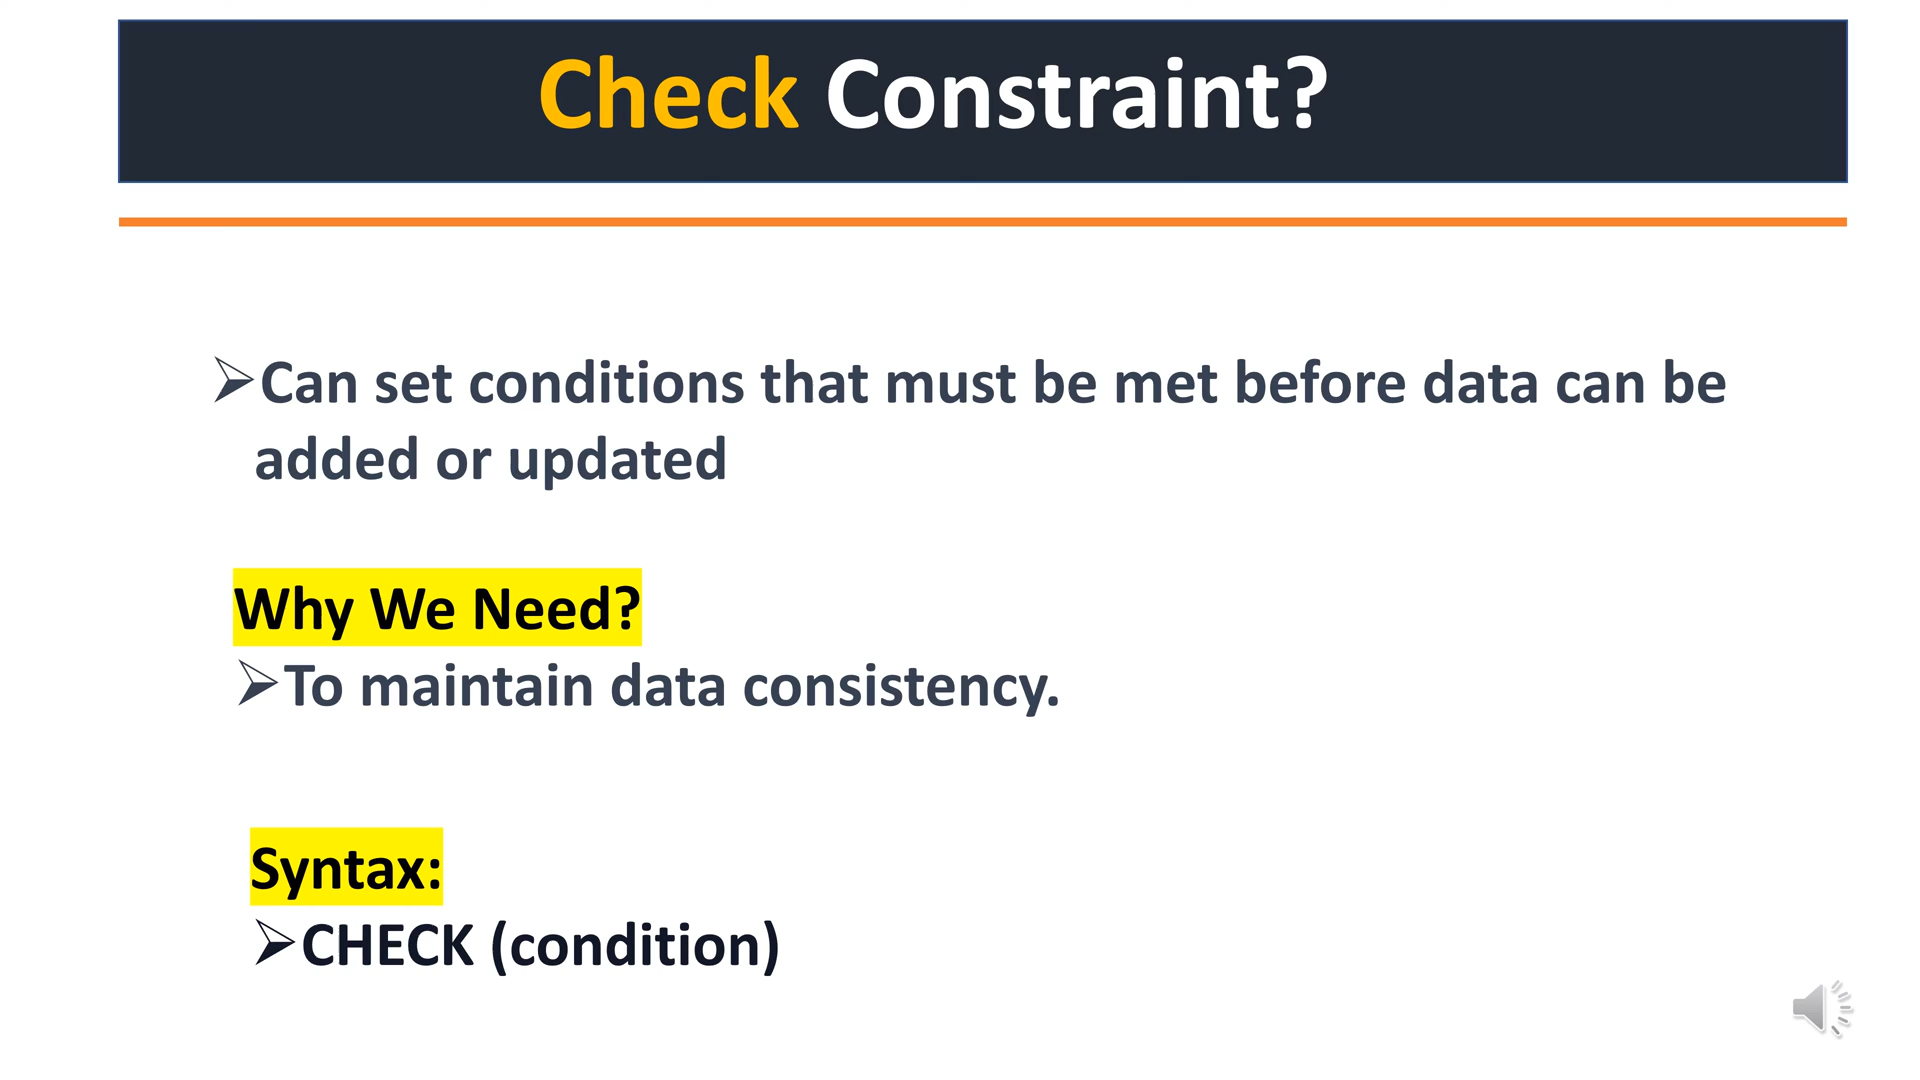 Check Constraint?
➢Can set conditions that must be met before data can be
added or updated
Why We Need?
➢To maintain data consistency.
Syntax:
➢CHECK (condition)